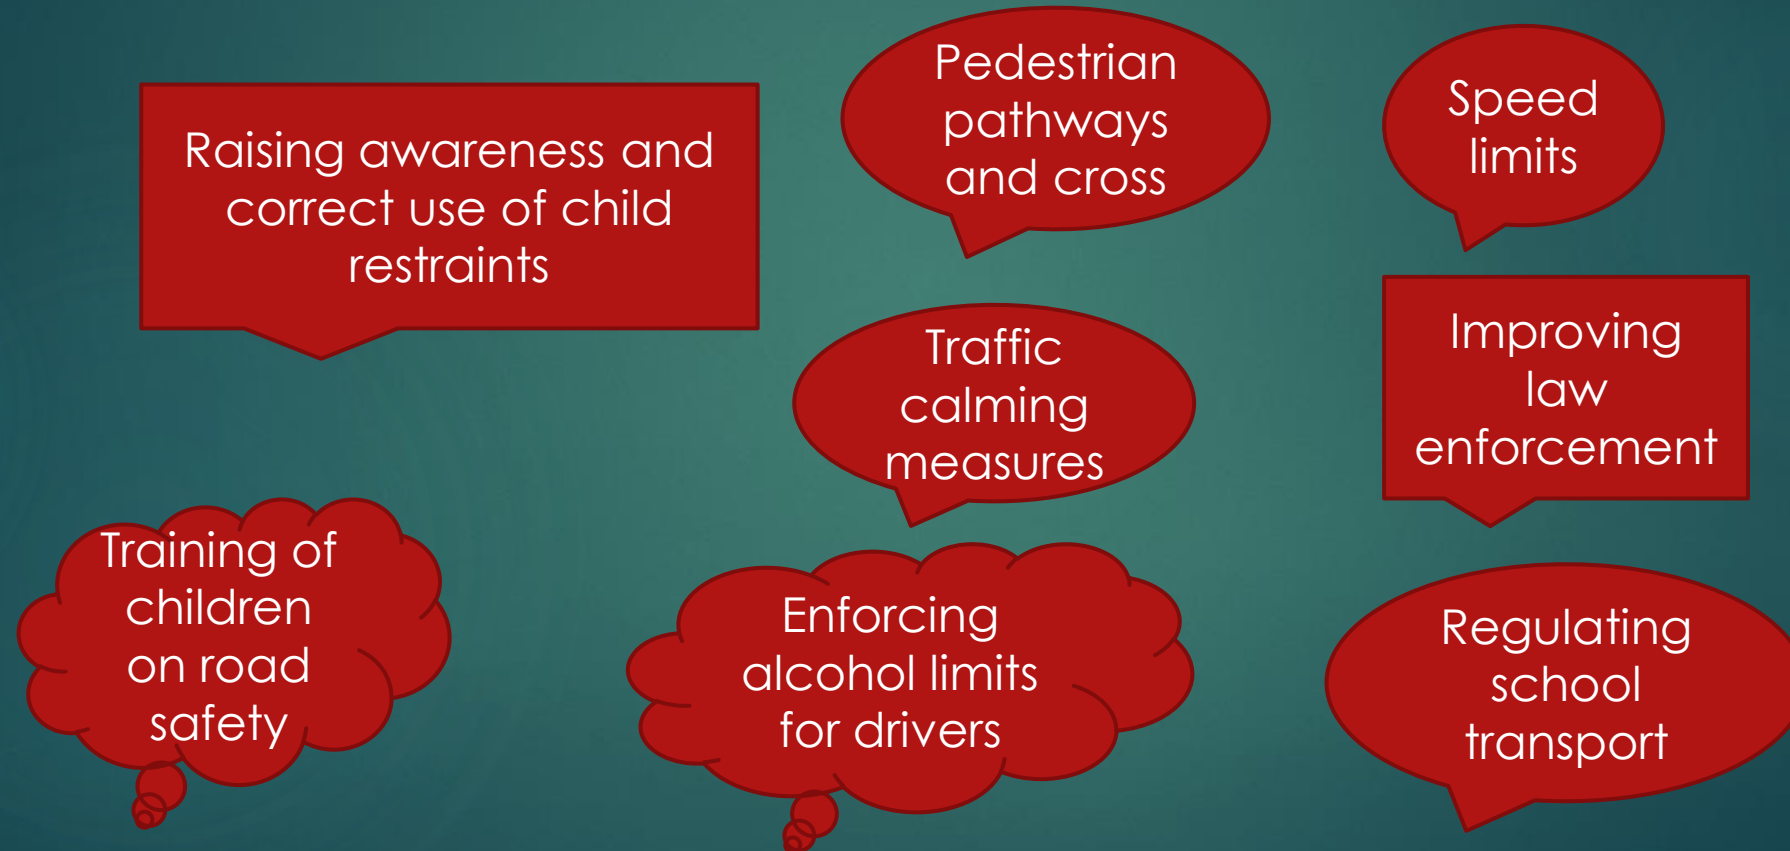 Raising awareness and
correct use of child
restraints
Pedestrian
pathways
and cross
Speed
limits
Traffic
calming
measures
Improving
law
enforcement
Training of
children
on road
safety
Enforcing
alcohol limits
for drivers
Regulating
school
transport